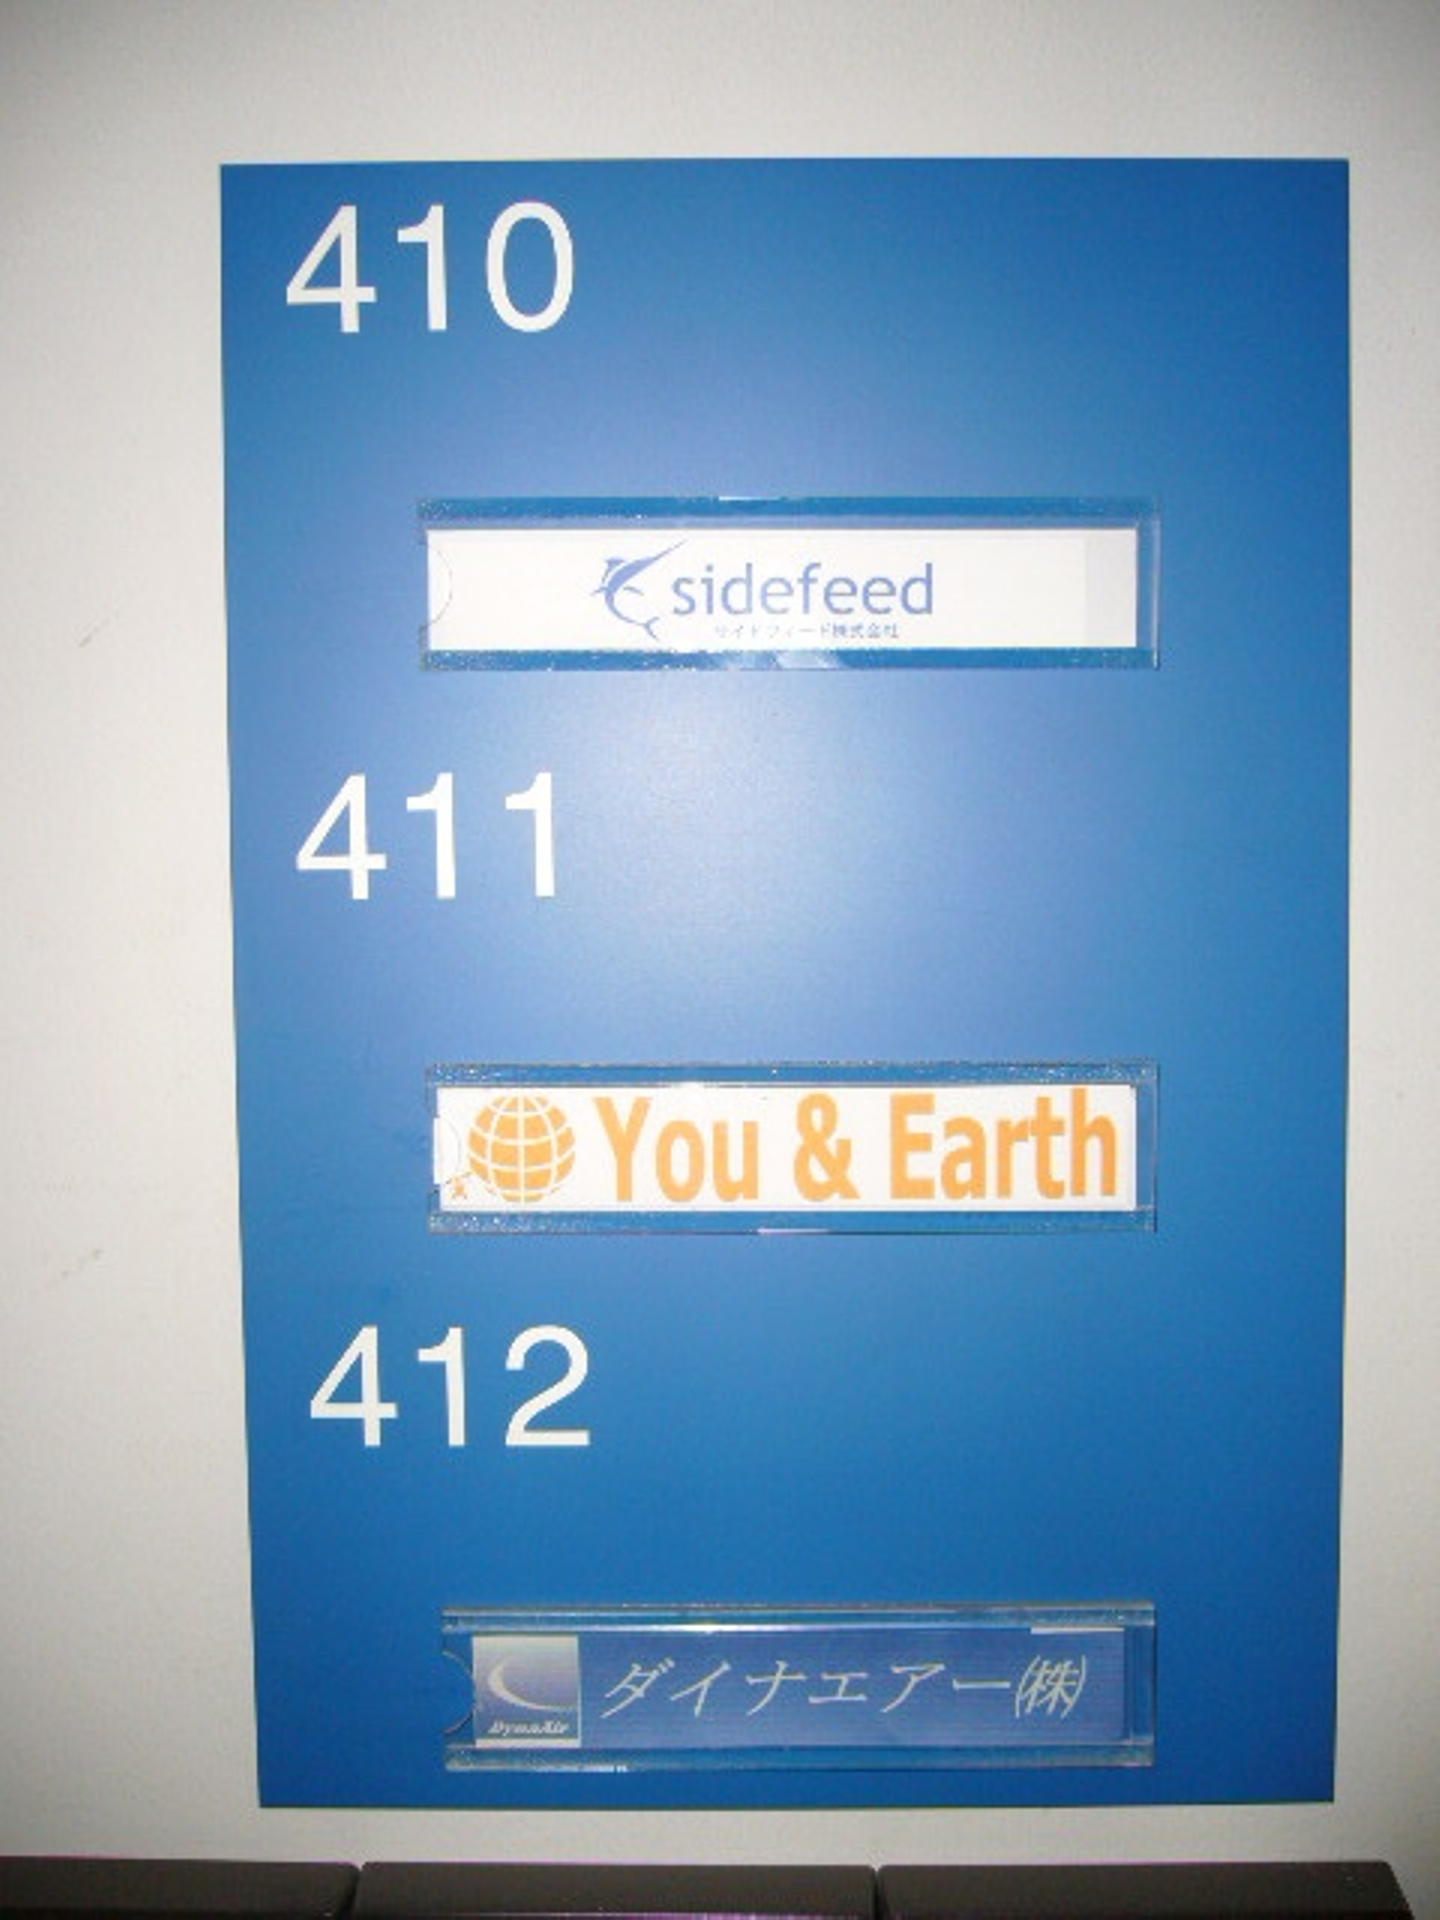 410
sidefeed
サイドフィード株式会社
411
You & Earth
412
DynaAir
ダイナエアー㈱